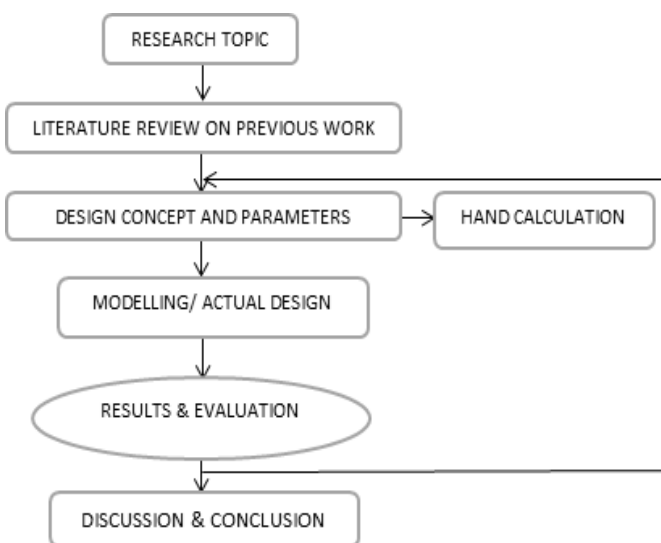 RESEARCH TOPIC
LITERATURE REVIEW ON PREVIOUS WORK
DESIGN CONCEPT AND PARAMETERS
HAND CALCULATION
MODELLING/ ACTUAL DESIGN
RESULTS & EVALUATION
DISCUSSION & CONCLUSION